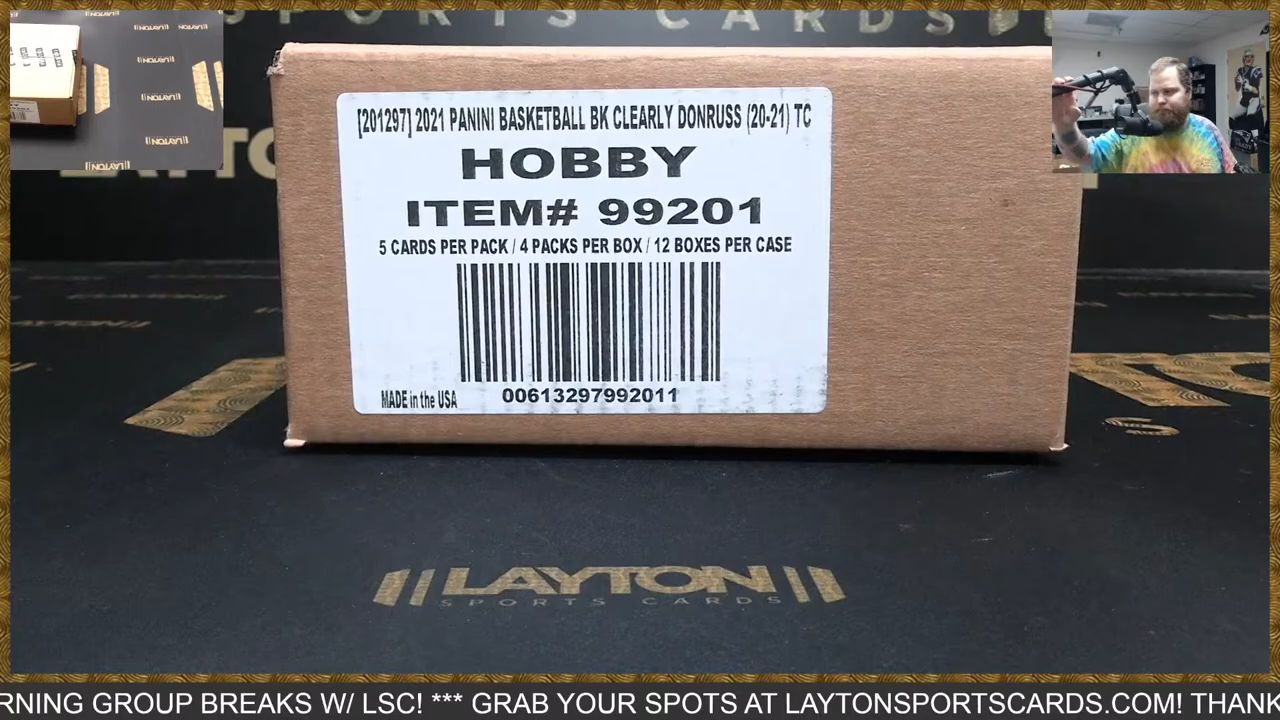 SPORTS CARDS
[201297] 2021 PANINI BASKETBALL BK CLEARLY DONRUSS (20-21) TC
HOBBY
ITEM# 99201
5 CARDS PER PACK / 4 PACKS PER BOX / 12 BOXES PER CASE
MADE in the USA
00613297992011
LAYTON
SPORTS CARDS
RNING GROUP BREAKS W/ LSC! *** GRAB YOUR SPOTS AT LAYTONSPORTSCARDS.COM! THANK